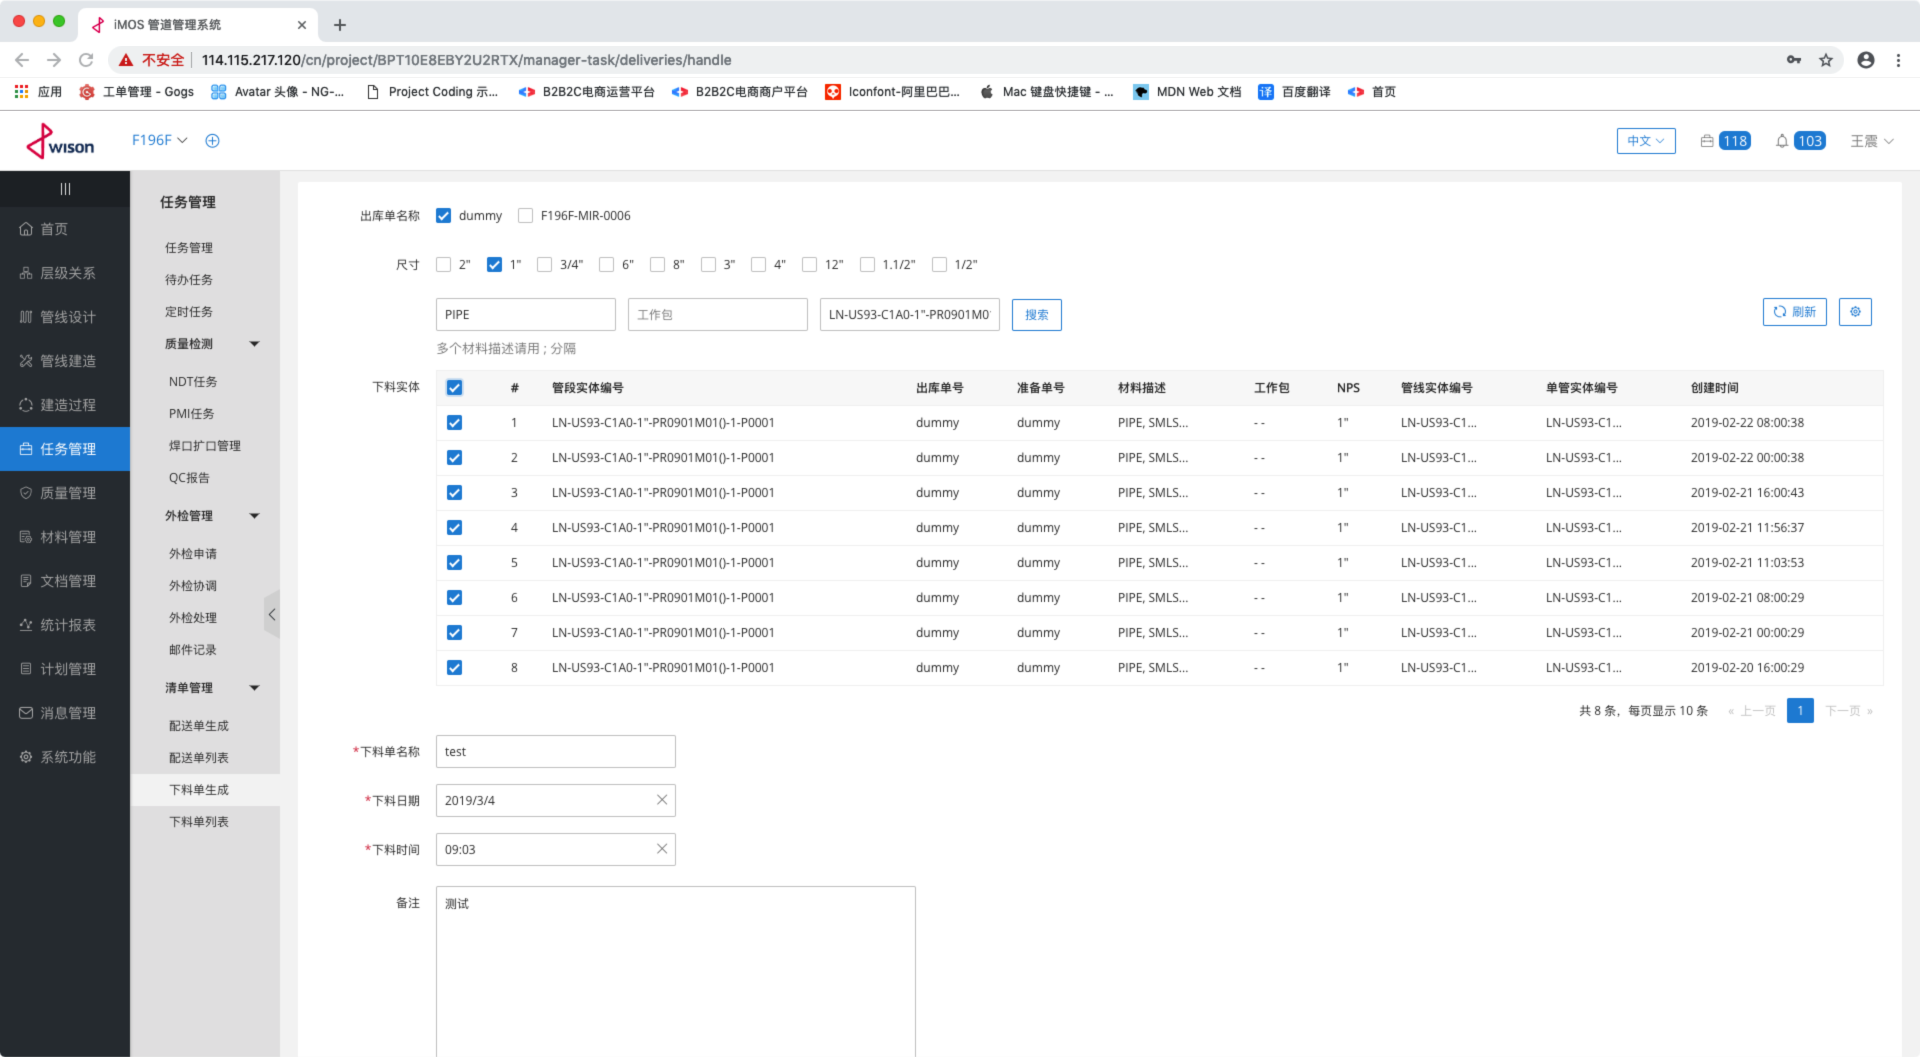 iMOS 管道管理系统
不安全 114.115.217.120/cn/project/BPT10E8EBY2U2RTX/manager-task/deliveries/handle
应用 工单管理 - Gogs Avatar 头像 - NG-... Project Coding 示... B2B2C电商运营平台 B2B2C电商商户平台 Iconfont-阿里巴巴... Mac 键盘快捷键 - ... MDN Web 文档 译 百度翻译 首页
wison F196F 中文 118 103 王震
首页
层级关系
管线设计
管线建造
建造过程
任务管理
质量管理
材料管理
文档管理
统计报表
计划管理
消息管理
系统功能
任务管理
任务管理
待办任务
定时任务
质量检测
NDT任务
PMI任务
焊口扩口管理
QC报告
外检管理
外检申请
外检协调
外检处理
邮件记录
清单管理
配送单生成
配送单列表
下料单生成
下料单列表
出库单名称 dummy F196F-MIR-0006
尺寸 2" 1" 3/4" 6" 8" 3" 4" 12" 1.1/2" 1/2"
PIPE 工作包 LN-US93-C1A0-1"-PR0901M0 搜索 刷新
多个材料描述请用 ; 分隔
下料实体 # 管段实体编号 出库单号 准备单号 材料描述 工作包 NPS 管线实体编号 单管实体编号 创建时间
1 LN-US93-C1A0-1"-PR0901M01()-1-P0001 dummy dummy PIPE, SMLS... - - 1" LN-US93-C1... LN-US93-C1... 2019-02-22 08:00:38
2 LN-US93-C1A0-1"-PR0901M01()-1-P0001 dummy dummy PIPE, SMLS... - - 1" LN-US93-C1... LN-US93-C1... 2019-02-22 00:00:38
3 LN-US93-C1A0-1"-PR0901M01()-1-P0001 dummy dummy PIPE, SMLS... - - 1" LN-US93-C1... LN-US93-C1... 2019-02-21 16:00:43
4 LN-US93-C1A0-1"-PR0901M01()-1-P0001 dummy dummy PIPE, SMLS... - - 1" LN-US93-C1... LN-US93-C1... 2019-02-21 11:56:37
5 LN-US93-C1A0-1"-PR0901M01()-1-P0001 dummy dummy PIPE, SMLS... - - 1" LN-US93-C1... LN-US93-C1... 2019-02-21 11:03:53
6 LN-US93-C1A0-1"-PR0901M01()-1-P0001 dummy dummy PIPE, SMLS... - - 1" LN-US93-C1... LN-US93-C1... 2019-02-21 08:00:29
7 LN-US93-C1A0-1"-PR0901M01()-1-P0001 dummy dummy PIPE, SMLS... - - 1" LN-US93-C1... LN-US93-C1... 2019-02-21 00:00:29
8 LN-US93-C1A0-1"-PR0901M01()-1-P0001 dummy dummy PIPE, SMLS... - - 1" LN-US93-C1... LN-US93-C1... 2019-02-20 16:00:29
共 8 条，每页显示 10 条 « 上一页 1 下一页 »
*下料单名称 test
*下料日期 2019/3/4
*下料时间 09:03
备注 测试